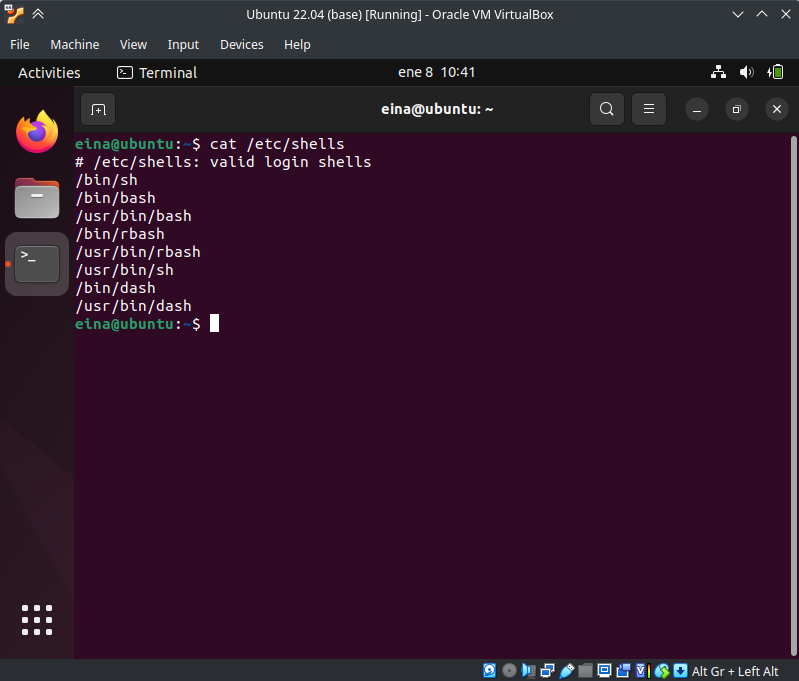 Ubuntu 22.04 (base) [Running] - Oracle VM VirtualBox
File Machine View Input Devices Help
Activities Terminal ene 8 10:41
eina@ubuntu: ~
eina@ubuntu:~$ cat /etc/shells
# /etc/shells: valid login shells
/bin/sh
/bin/bash
/usr/bin/bash
/bin/rbash
/usr/bin/rbash
/usr/bin/sh
/bin/dash
/usr/bin/dash
eina@ubuntu:~$
Alt Gr + Left Alt